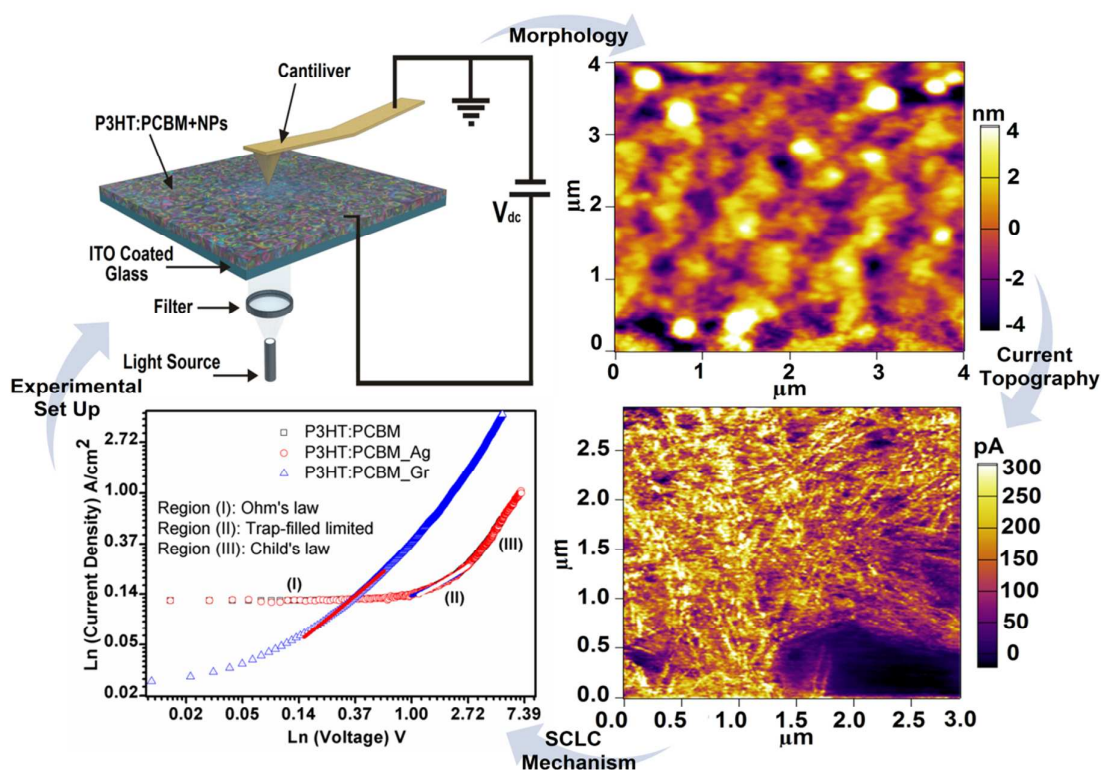 Morphology
Cantiliver
P3HT:PCBM+NPs
V dc
ITO Coated
Glass
Filter
Light Source
Experimental
Set Up
4
3
2
1
0
μm
0 1 2 3 4
μm
nm
4
2
0
-2
-4
Current
Topography
Ln (Current Density) A/cm2
2.72
1.00
0.37
0.14
0.05
0.02
P3HT:PCBM
P3HT:PCBM_Ag
P3HT:PCBM_Gr
Region (I): Ohm's law
Region (II): Trap-filled limited
Region (III): Child's law
(I)
(II)
(III)
0.02 0.05 0.14 0.37 1.00 2.72 7.39
Ln (Voltage) V
2.5
2.0
1.5
1.0
0.5
0.0
μm
0.0 0.5 1.0 1.5 2.0 2.5 3.0
μm
pA
300
250
200
150
100
50
0
SCLC
Mechanism